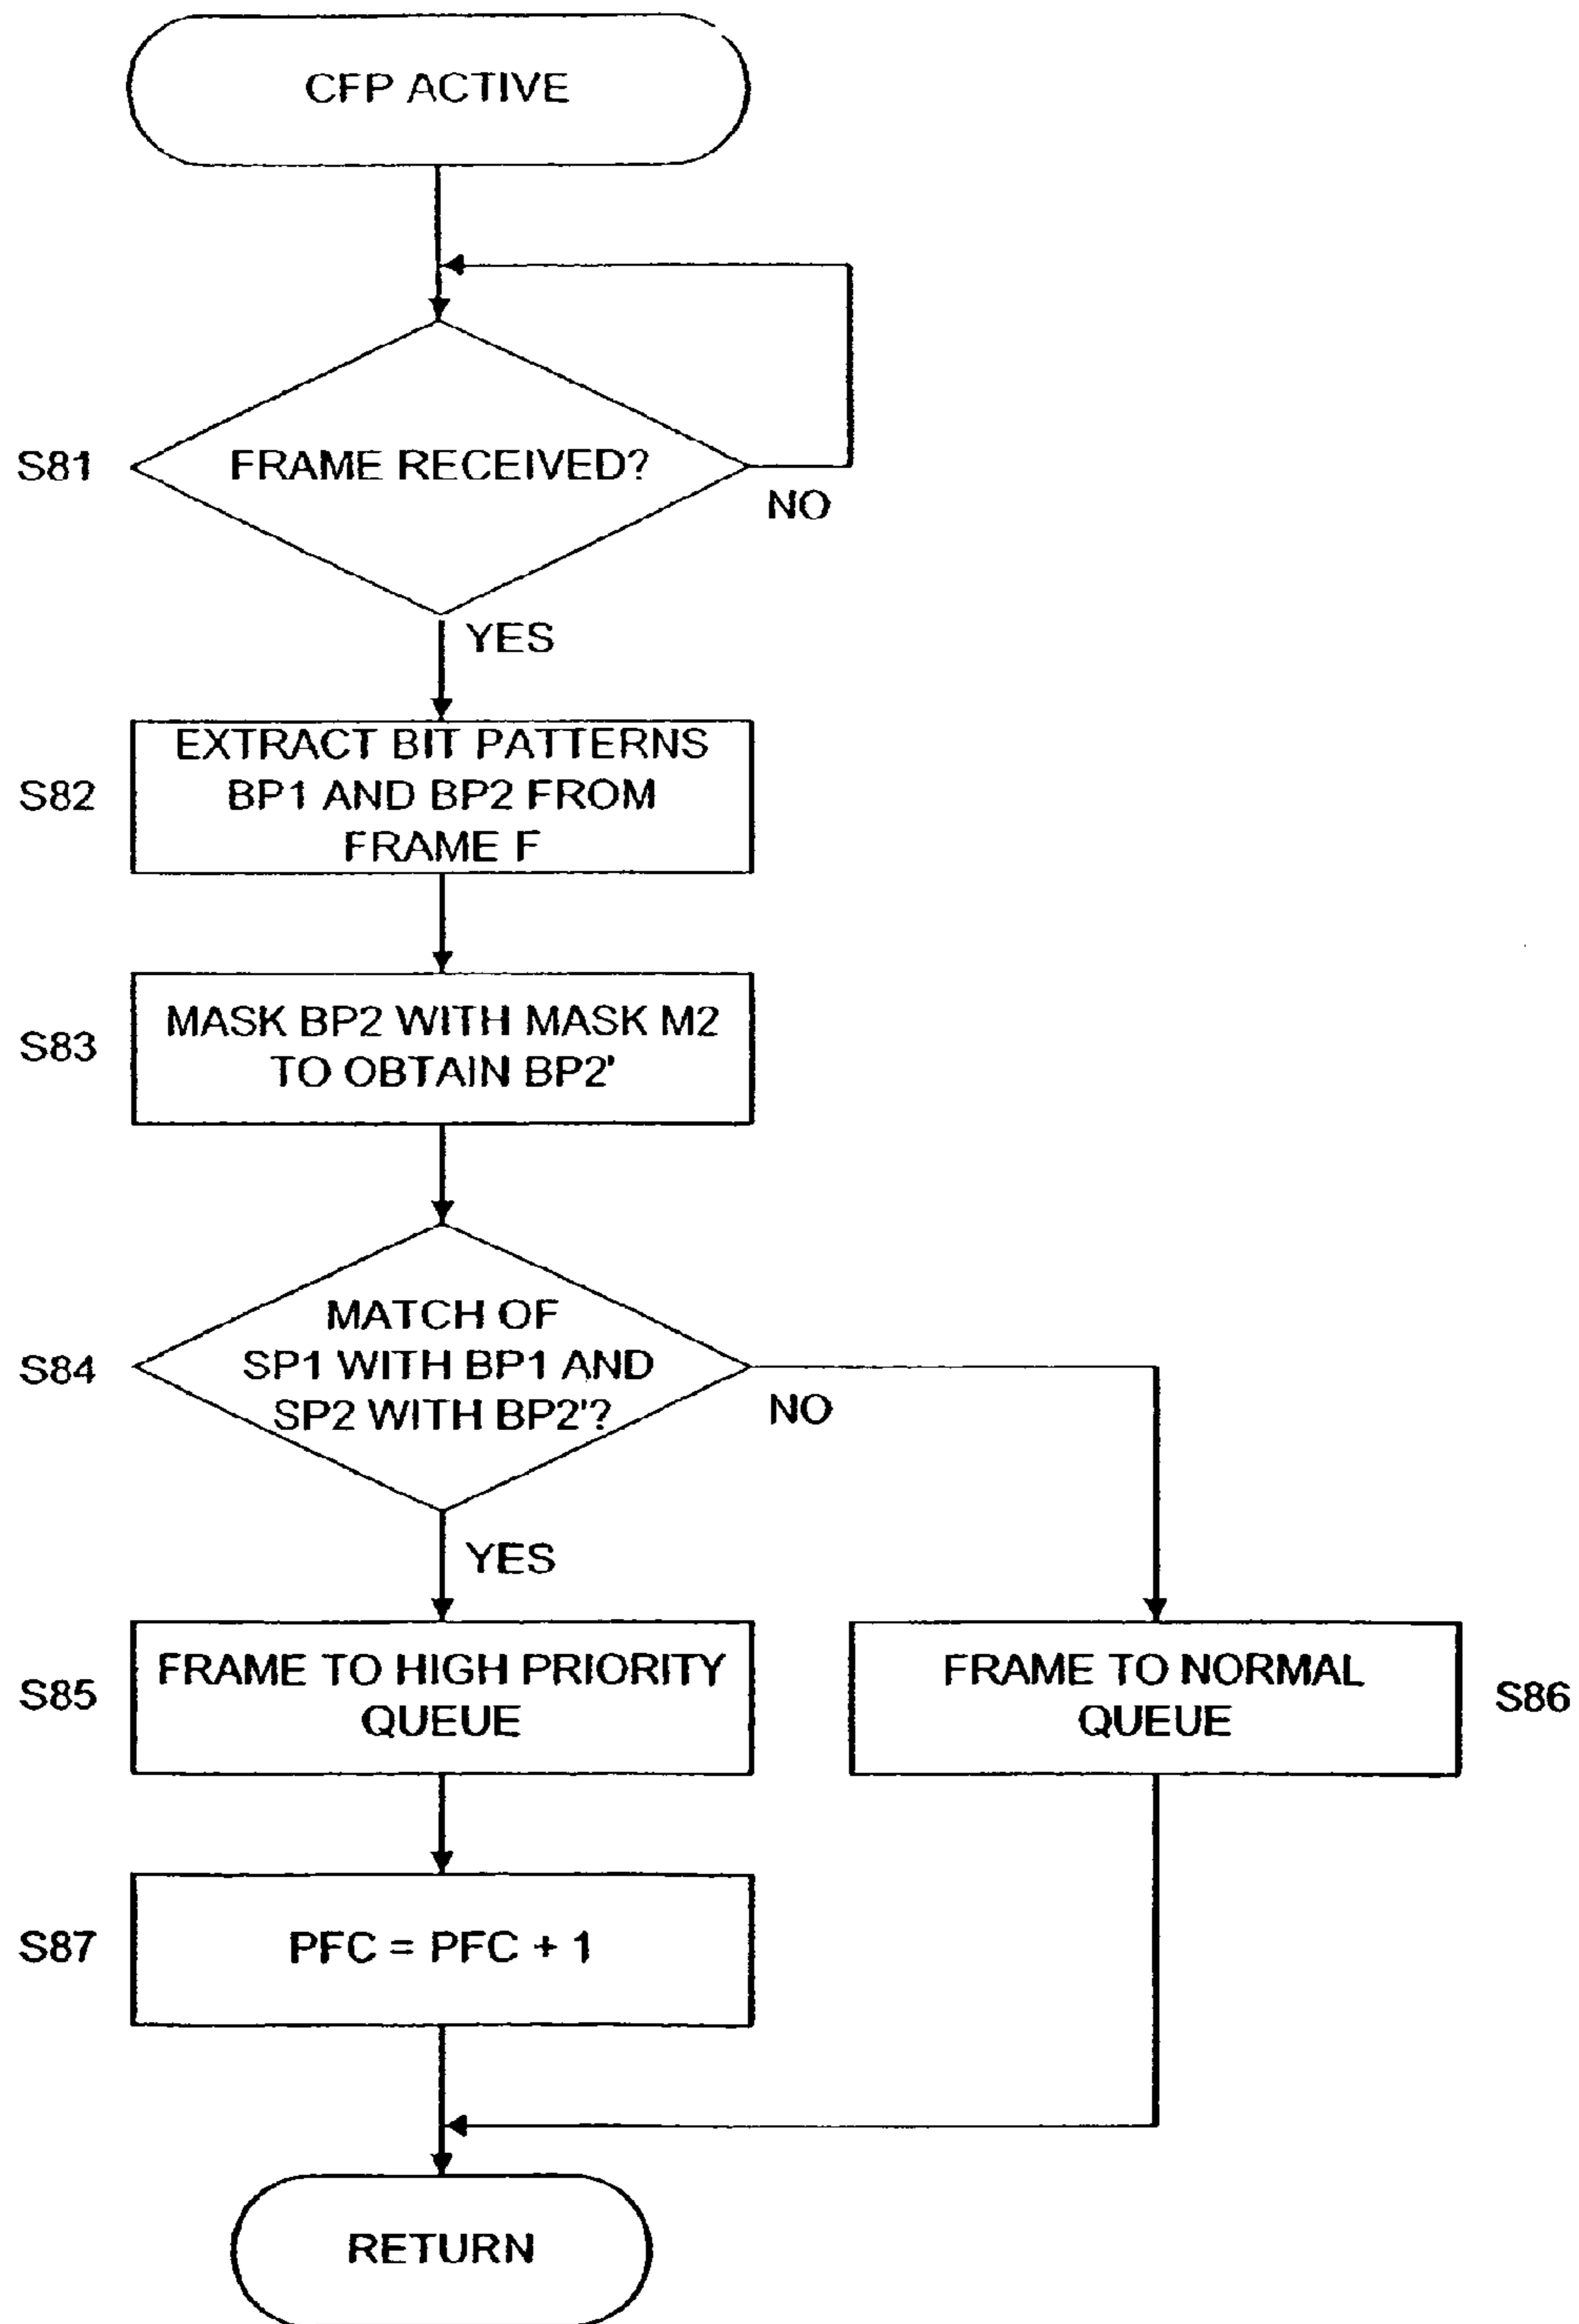 CFP ACTIVE
S81
FRAME RECEIVED?
NO
YES
S82
EXTRACT BIT PATTERNS
BP1 AND BP2 FROM
FRAME F
S83
MASK BP2 WITH MASK M2
TO OBTAIN BP2'
S84
MATCH OF
SP1 WITH BP1 AND
SP2 WITH BP2'?
NO
YES
S85
FRAME TO HIGH PRIORITY
QUEUE
FRAME TO NORMAL
QUEUE
S86
S87
PFC = PFC + 1
RETURN